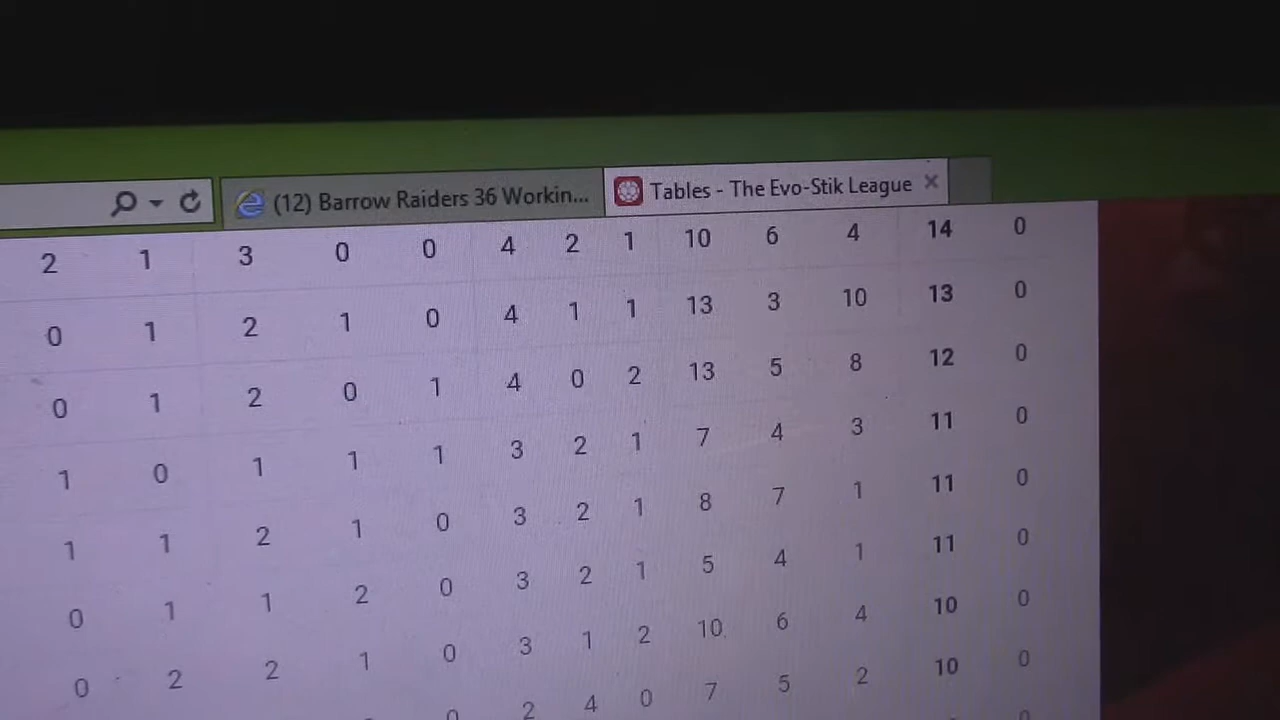 (12) Barrow Raiders 36 Workin...
Tables - The Evo-Stik League
2 1 3 0 0 4 2 1 10 6 4 14 0
0 1 2 1 0 4 1 1 13 3 10 13 0
0 1 2 0 1 4 0 2 13 5 8 12 0
1 0 1 1 1 3 2 1 7 4 3 11 0
1 1 2 1 0 3 2 1 8 7 1 11 0
0 1 1 2 0 3 2 1 5 4 1 11 0
0 2 2 1 0 3 1 2 10 6 4 10 0
2 4 0 7 5 2 10 0